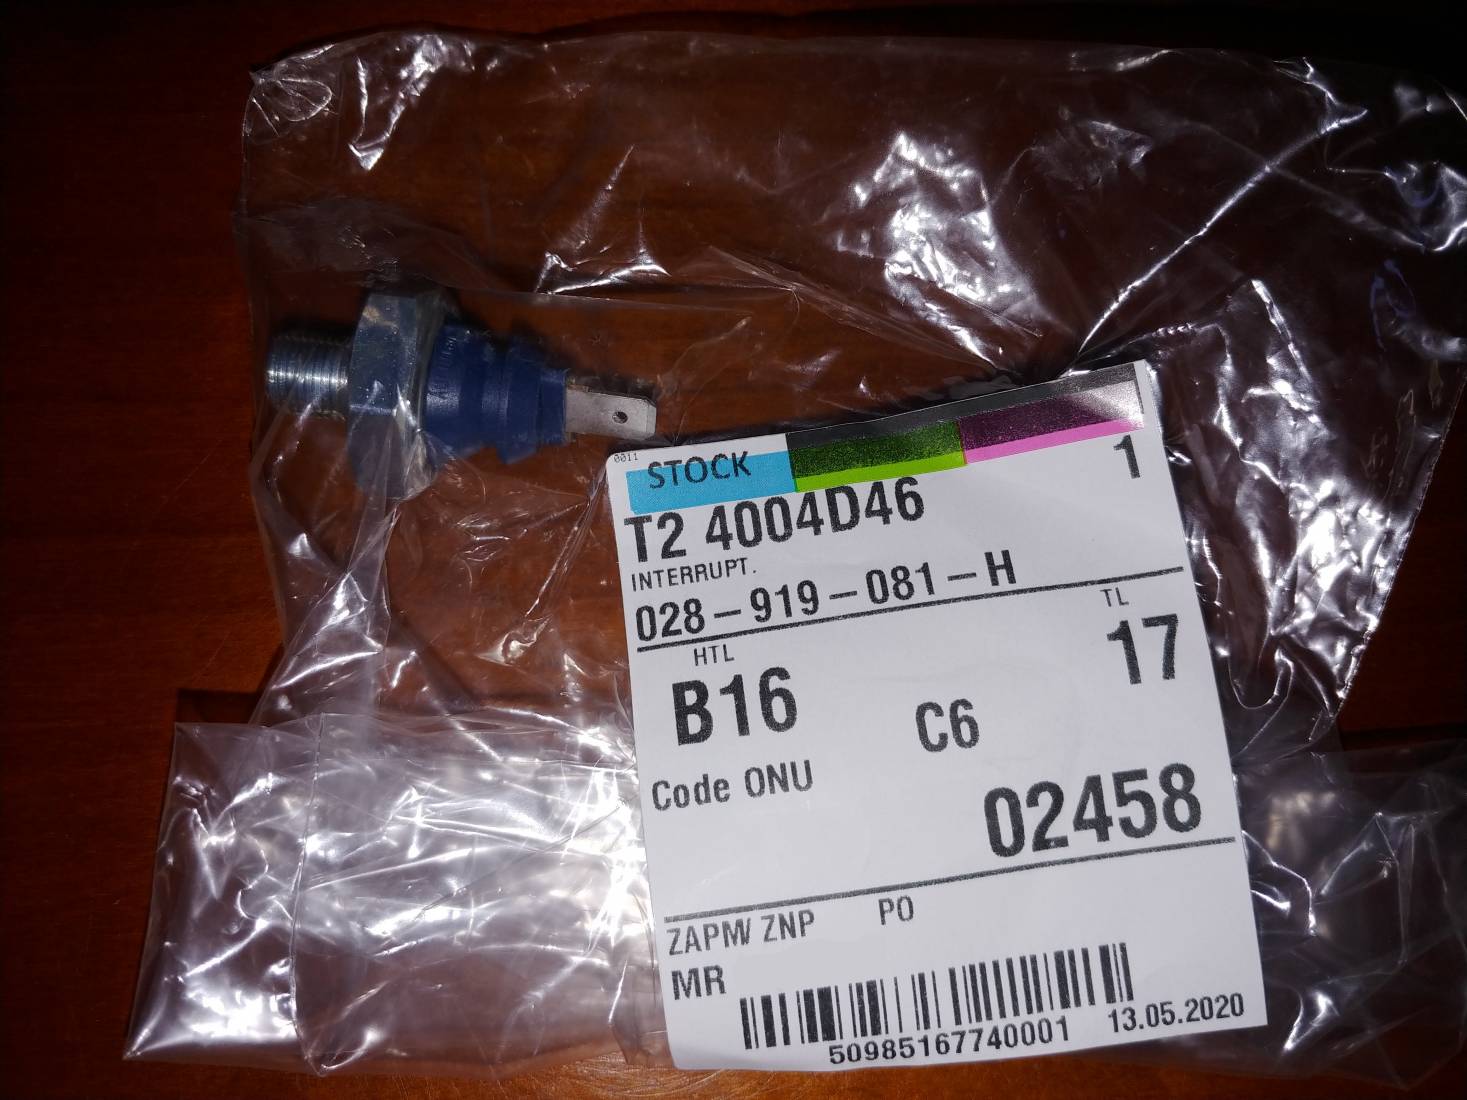 0011
STOCK
1
T2 4004D46
INTERRUPT.
028-919-081-H
HTL
TL
B16
C6
17
Code ONU
02458
ZAPM/ ZNP
PO
MR
50985167740001
13.05.2020